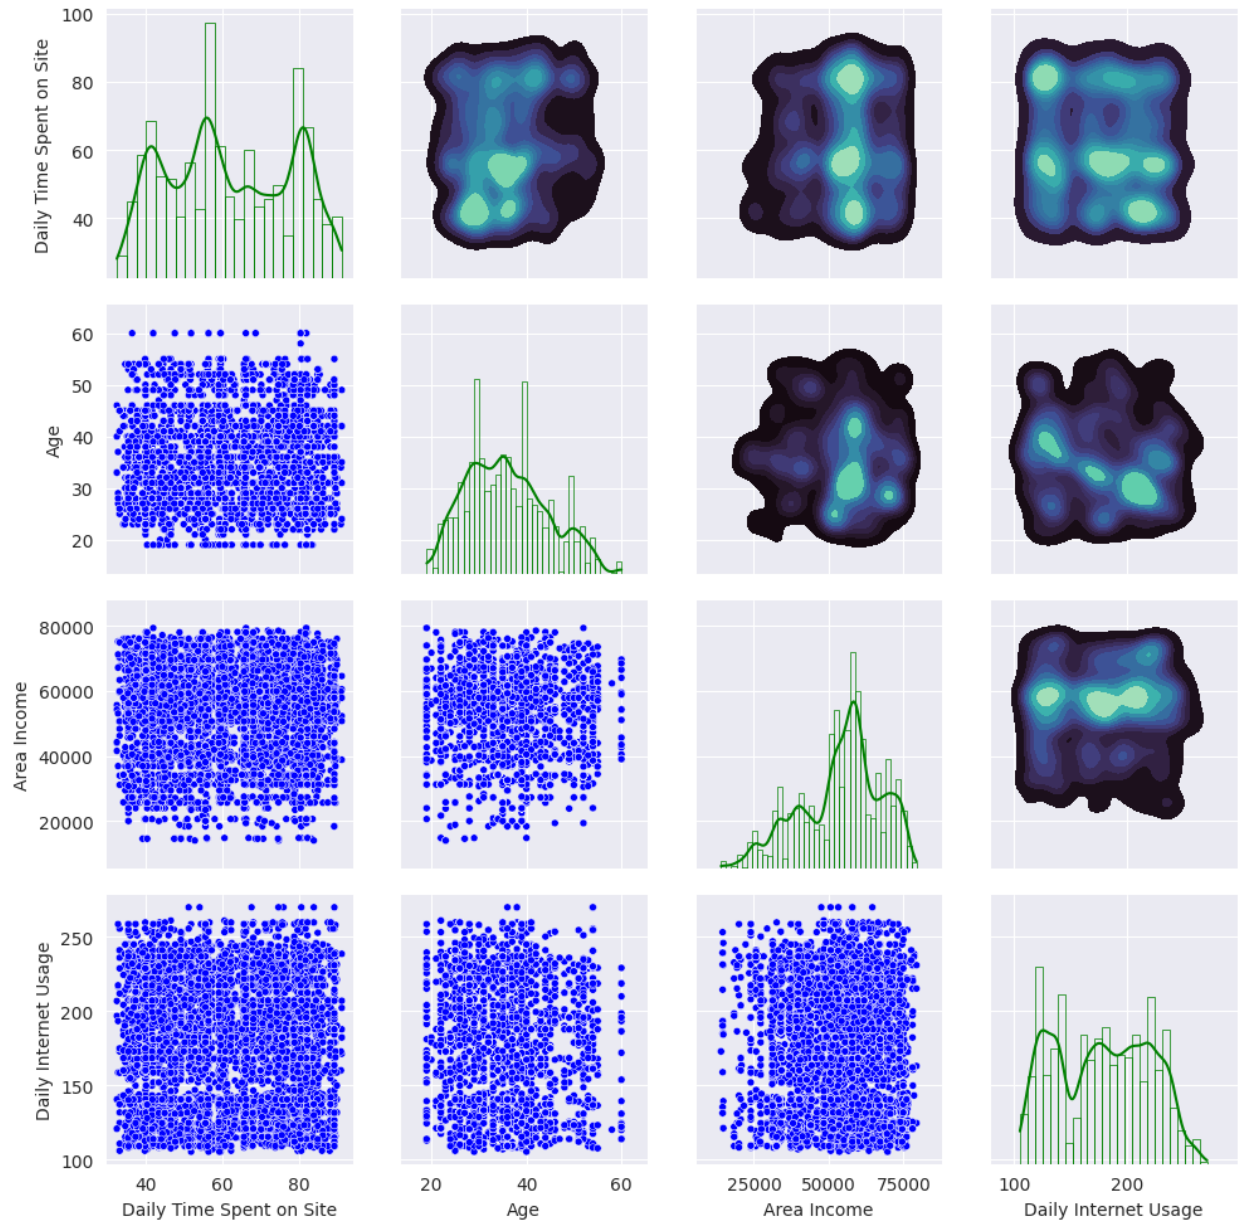 100
80
60
40
Daily Time Spent on Site
60
50
40
30
20
Age
80000
60000
40000
20000
Area Income
250
200
150
100
Daily Internet Usage
40 60 80
20 40 60
25000 50000 75000
100 200
Daily Time Spent on Site
Age
Area Income
Daily Internet Usage